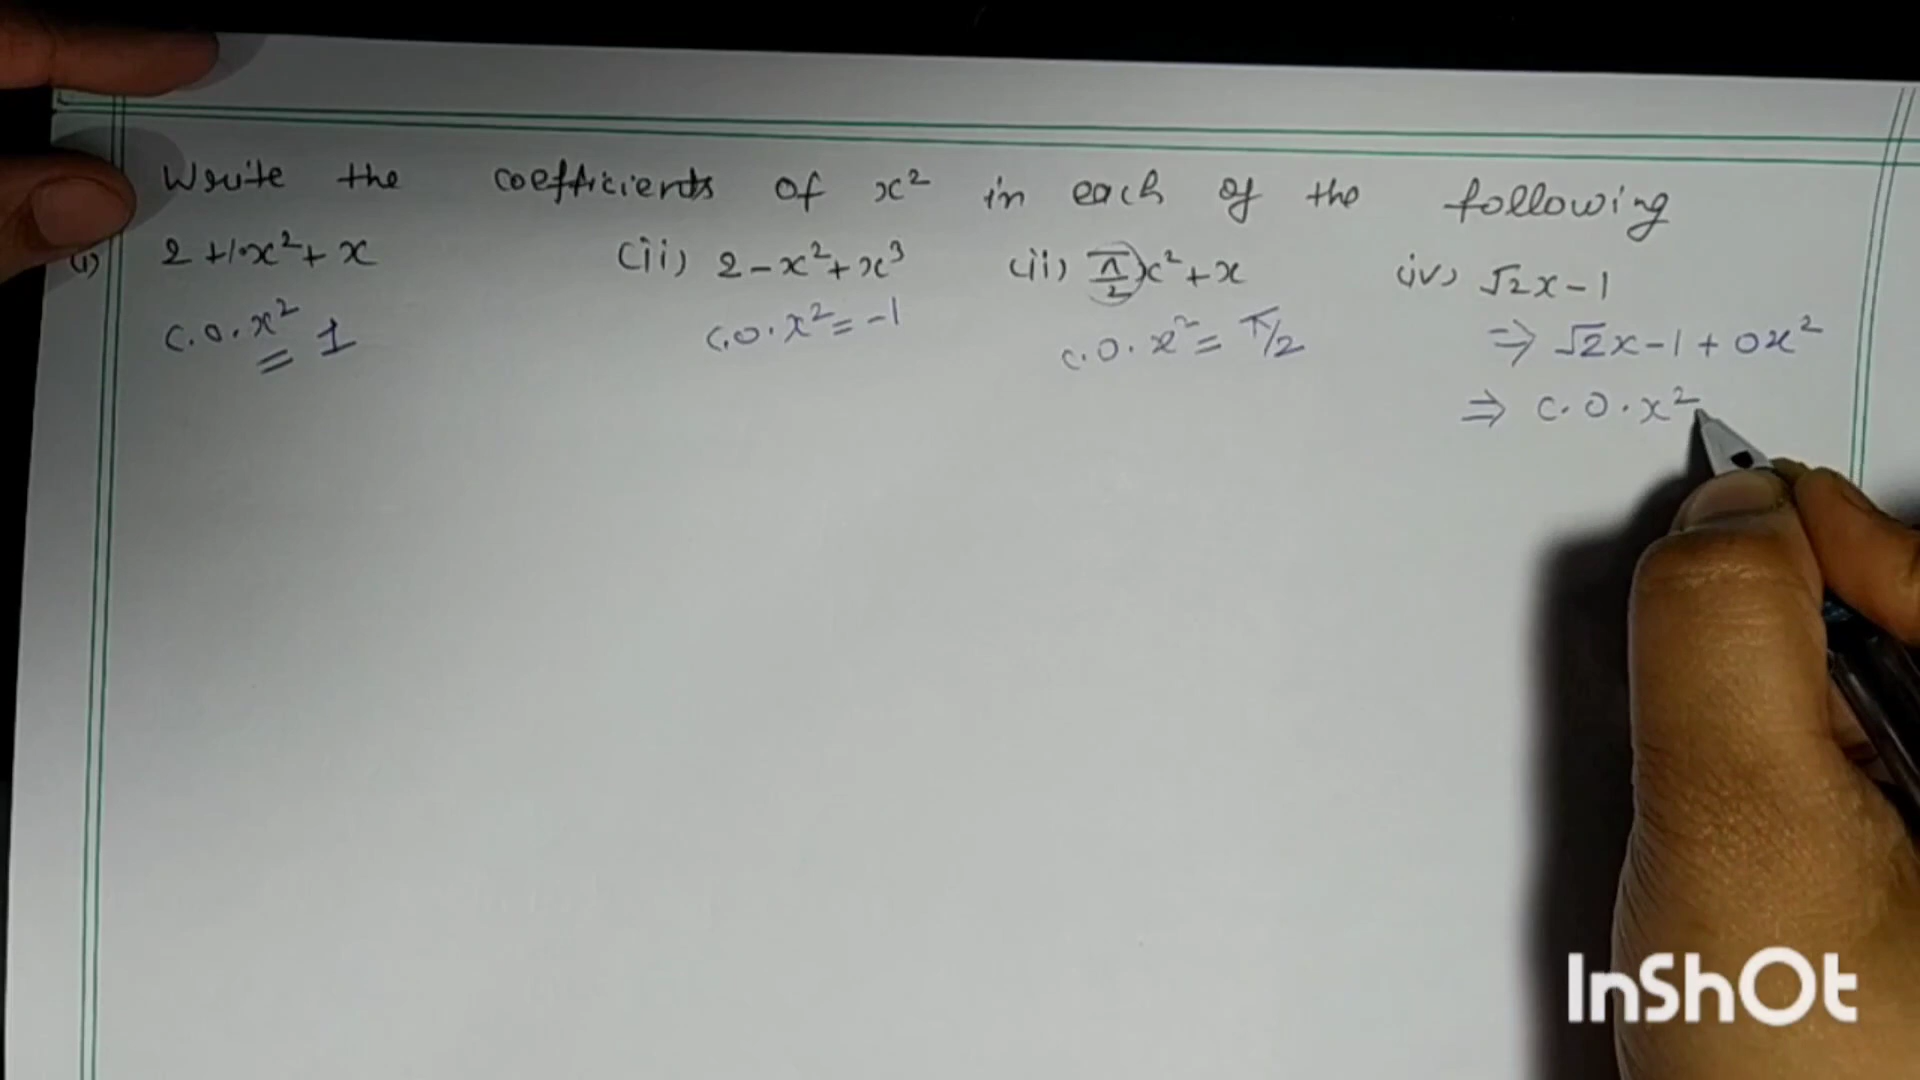 Write the coefficients of x² in each of the following
(i) 2 + 1·x² + x (ii) 2 - x² + x³ (ii) π/2 x² + x (iv) √2x - 1
C.O.x² = 1 C.O.x² = -1 C.O.x² = π/2 ⇒ √2x - 1 + 0x²
⇒ C.O.x²
InShOt